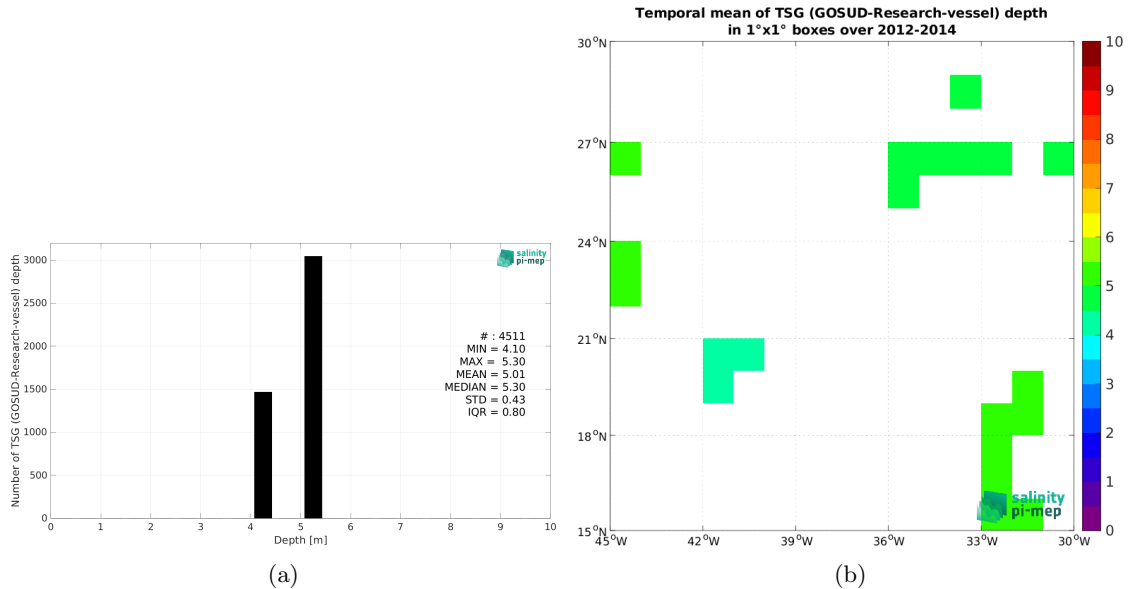 Number of TSG (GOSUD-Research-vessel) depth
3000
2500
2000
1500
1000
500
0
0 1 2 3 4 5 6 7 8 9 10
Depth [m]
salinity
pi-mep
# : 4511
MIN = 4.10
MAX = 5.30
MEAN = 5.01
MEDIAN = 5.30
STD = 0.43
IQR = 0.80
(a)
Temporal mean of TSG (GOSUD-Research-vessel) depth
in 1°x1° boxes over 2012-2014
30°N
27°N
24°N
21°N
18°N
15°N
45°W 42°W 39°W 36°W 33°W 30°W
salinity
pi-mep
10
9
8
7
6
5
4
3
2
1
0
(b)